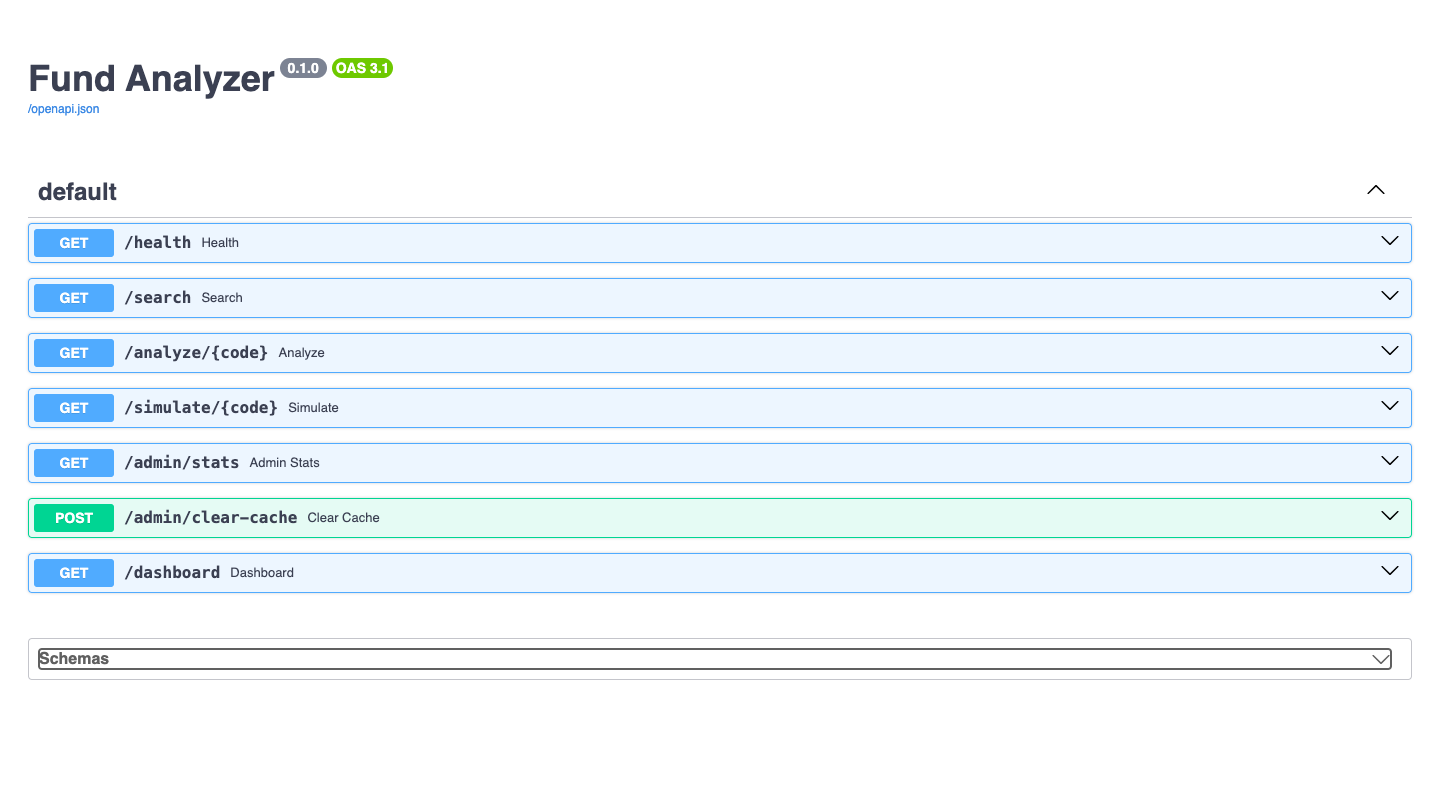 Fund Analyzer 0.1.0 OAS 3.1
/openapi.json
default
GET /health Health
GET /search Search
GET /analyze/{code} Analyze
GET /simulate/{code} Simulate
GET /admin/stats Admin Stats
POST /admin/clear-cache Clear Cache
GET /dashboard Dashboard
Schemas